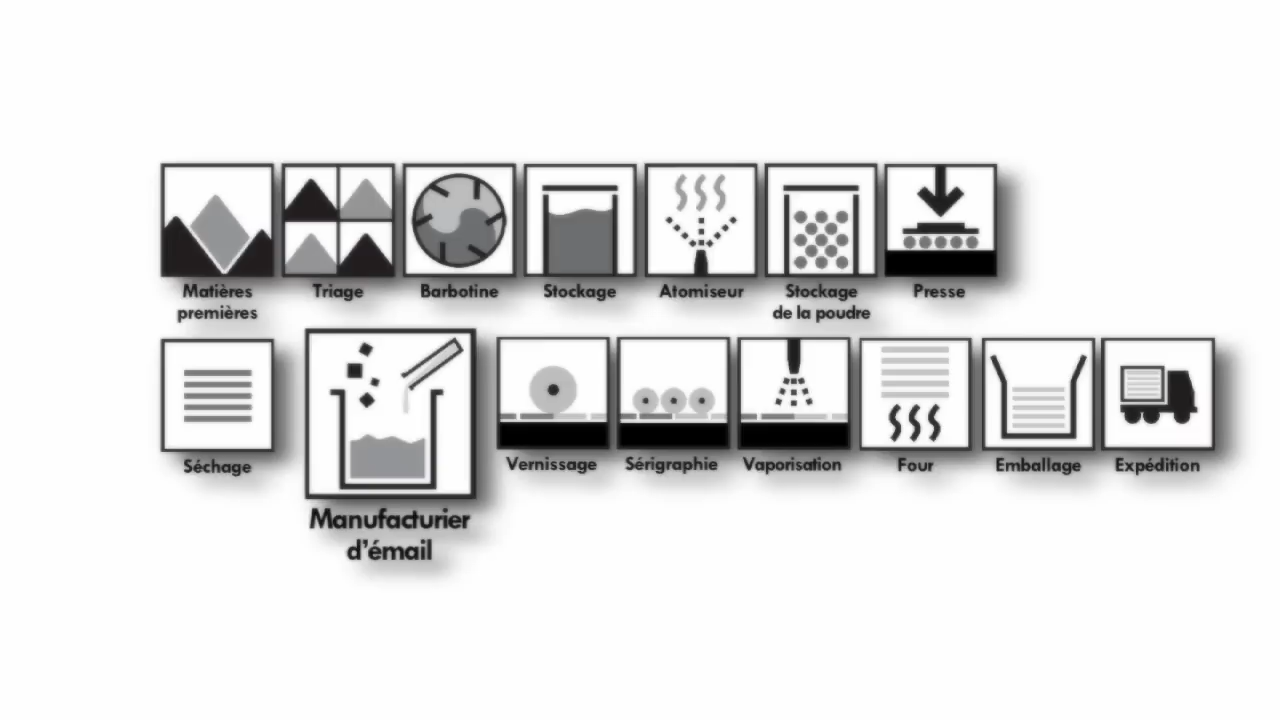 Matières
premières
Triage
Barbotine
Stockage
Atomiseur
Stockage
de la poudre
Presse
Séchage
Manufacturier
d'émail
Vernissage
Sérigraphie
Vaporisation
Four
Emballage
Expédition